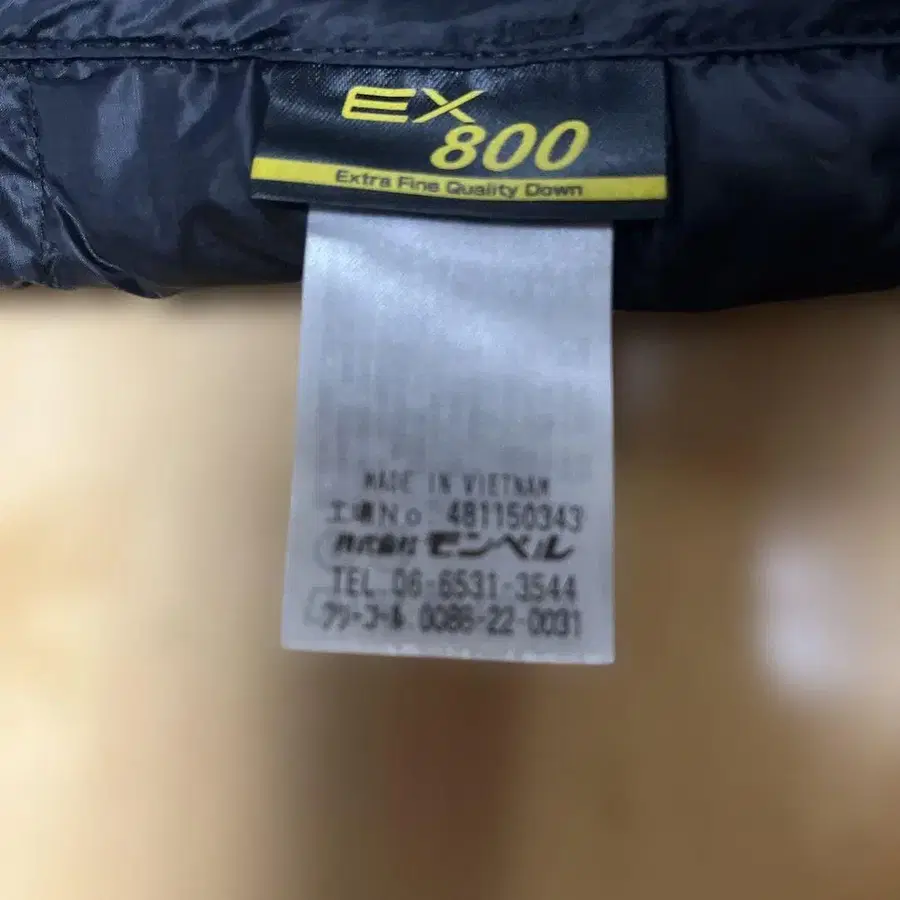 EX
800
Extra Fine Quality Down
MADE IN VIETNAM
工場No 481150343
株式会社 モンベル
TEL. 06-6531-3544
フリーコール. 0088-22-0031